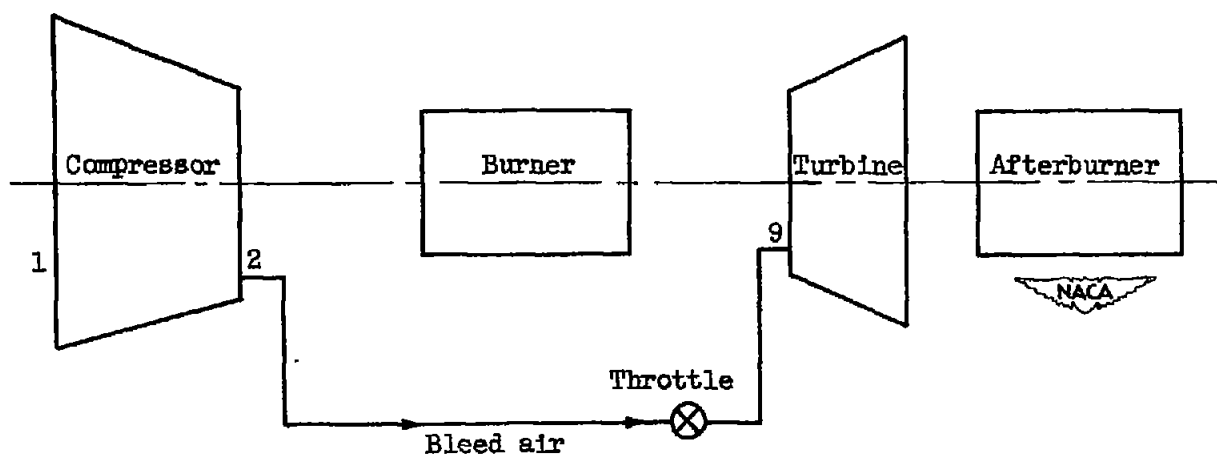 Compressor
Burner
Turbine
Afterburner
1
2
9
NACA
Throttle
Bleed air